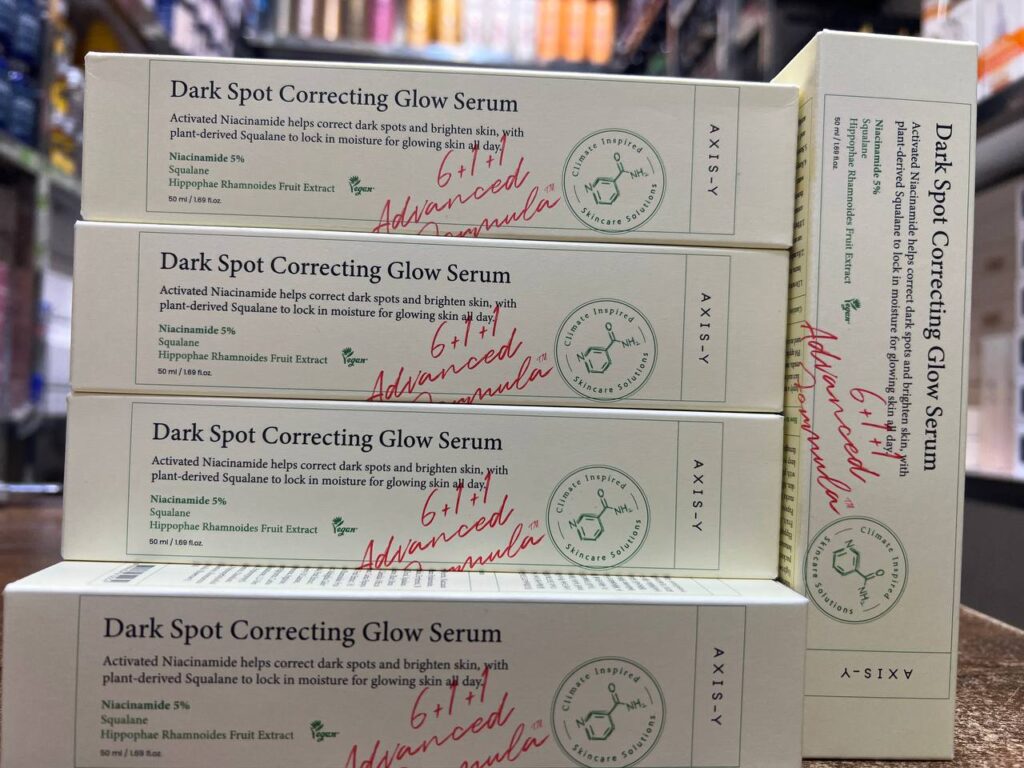 Dark Spot Correcting Glow Serum
Activated Niacinamide helps correct dark spots and brighten skin, with
plant-derived Squalane to lock in moisture for glowing skin all day.
Niacinamide 5%
Squalane
Hippophae Rhamnoides Fruit Extract
Vegan
50 ml / 1.69 fl.oz.
6+1+1
Advanced
Formula™
Climate Inspired
N
O
NH₂
Skincare Solutions
AXIS-Y
Dark Spot Correcting Glow Serum
Activated Niacinamide helps correct dark spots and brighten skin, with
plant-derived Squalane to lock in moisture for glowing skin all day.
Niacinamide 5%
Squalane
Hippophae Rhamnoides Fruit Extract
Vegan
50 ml / 1.69 fl.oz.
6+1+1
Advanced
Formula™
Climate Inspired
N
O
NH₂
Skincare Solutions
AXIS-Y
Dark Spot Correcting Glow Serum
Activated Niacinamide helps correct dark spots and brighten skin, with
plant-derived Squalane to lock in moisture for glowing skin all day.
Niacinamide 5%
Squalane
Hippophae Rhamnoides Fruit Extract
Vegan
50 ml / 1.69 fl.oz.
6+1+1
Advanced
Formula™
Climate Inspired
N
O
NH₂
Skincare Solutions
AXIS-Y
Dark Spot Correcting Glow Serum
Activated Niacinamide helps correct dark spots and brighten skin, with
plant-derived Squalane to lock in moisture for glowing skin all day.
Niacinamide 5%
Squalane
Hippophae Rhamnoides Fruit Extract
Vegan
50 ml / 1.69 fl.oz.
6+1+1
Advanced
™
Climate Inspired
N
O
NH₂
Skincare Solutions
AXIS-Y
Dark Spot Correcting Glow Serum
Activated Niacinamide helps correct dark spots and brighten skin, with
plant-derived Squalane to lock in moisture for glowing skin all day.
Niacinamide 5%
Squalane
Hippophae Rhamnoides Fruit Extract
Vegan
50 ml / 1.69 fl.oz.
6+1+1
Advanced
Formula™
Climate Inspired
N
O
NH₂
Skincare Solutions
AXIS-Y